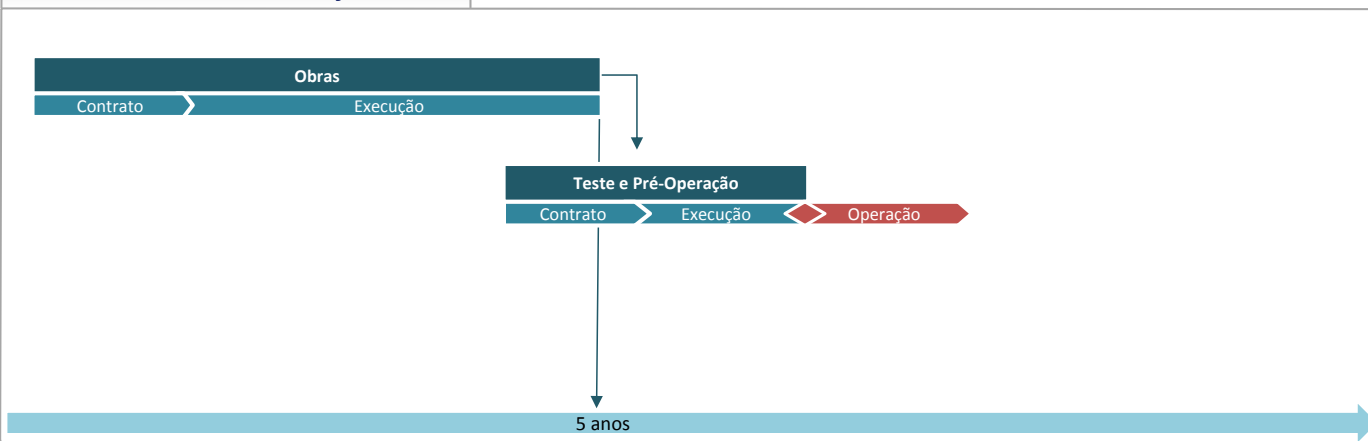 Obras
Contrato Execução
Teste e Pré-Operação
Contrato Execução Operação
5 anos